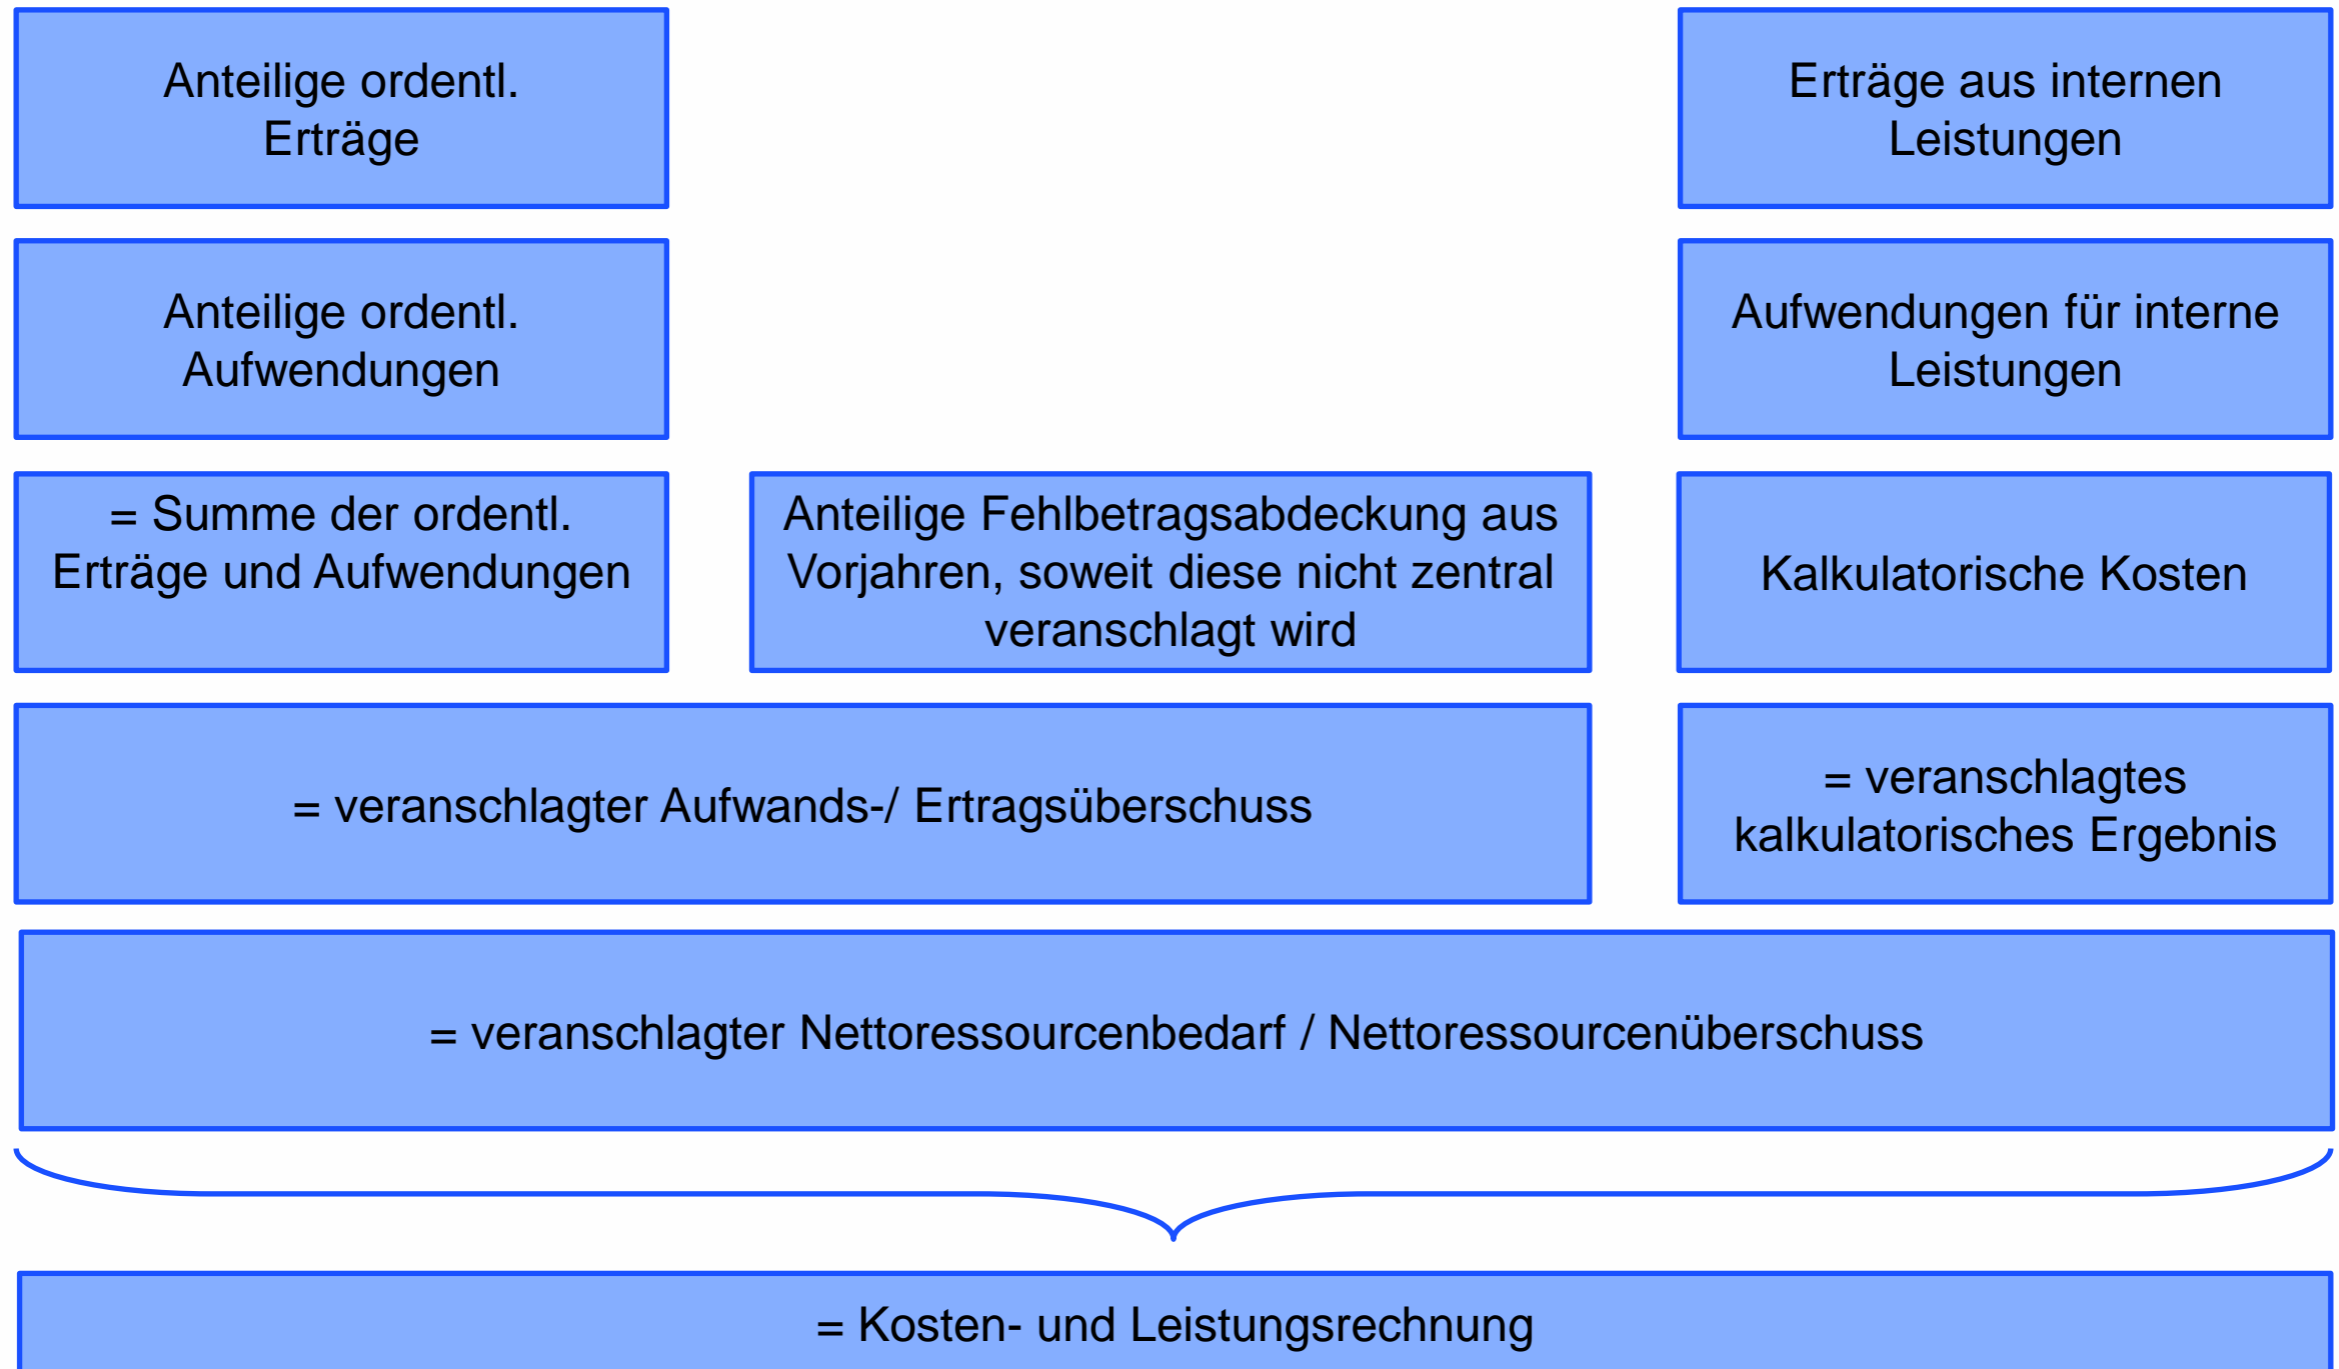 Anteilige ordentl.
Erträge
Erträge aus internen
Leistungen
Anteilige ordentl.
Aufwendungen
Aufwendungen für interne
Leistungen
= Summe der ordentl.
Erträge und Aufwendungen
Anteilige Fehlbetragsabdeckung aus
Vorjahren, soweit diese nicht zentral
veranschlagt wird
Kalkulatorische Kosten
= veranschlagter Aufwands-/ Ertragsüberschuss
= veranschlagtes
kalkulatorisches Ergebnis
= veranschlagter Nettoressourcenbedarf / Nettoressourcenüberschuss
= Kosten- und Leistungsrechnung